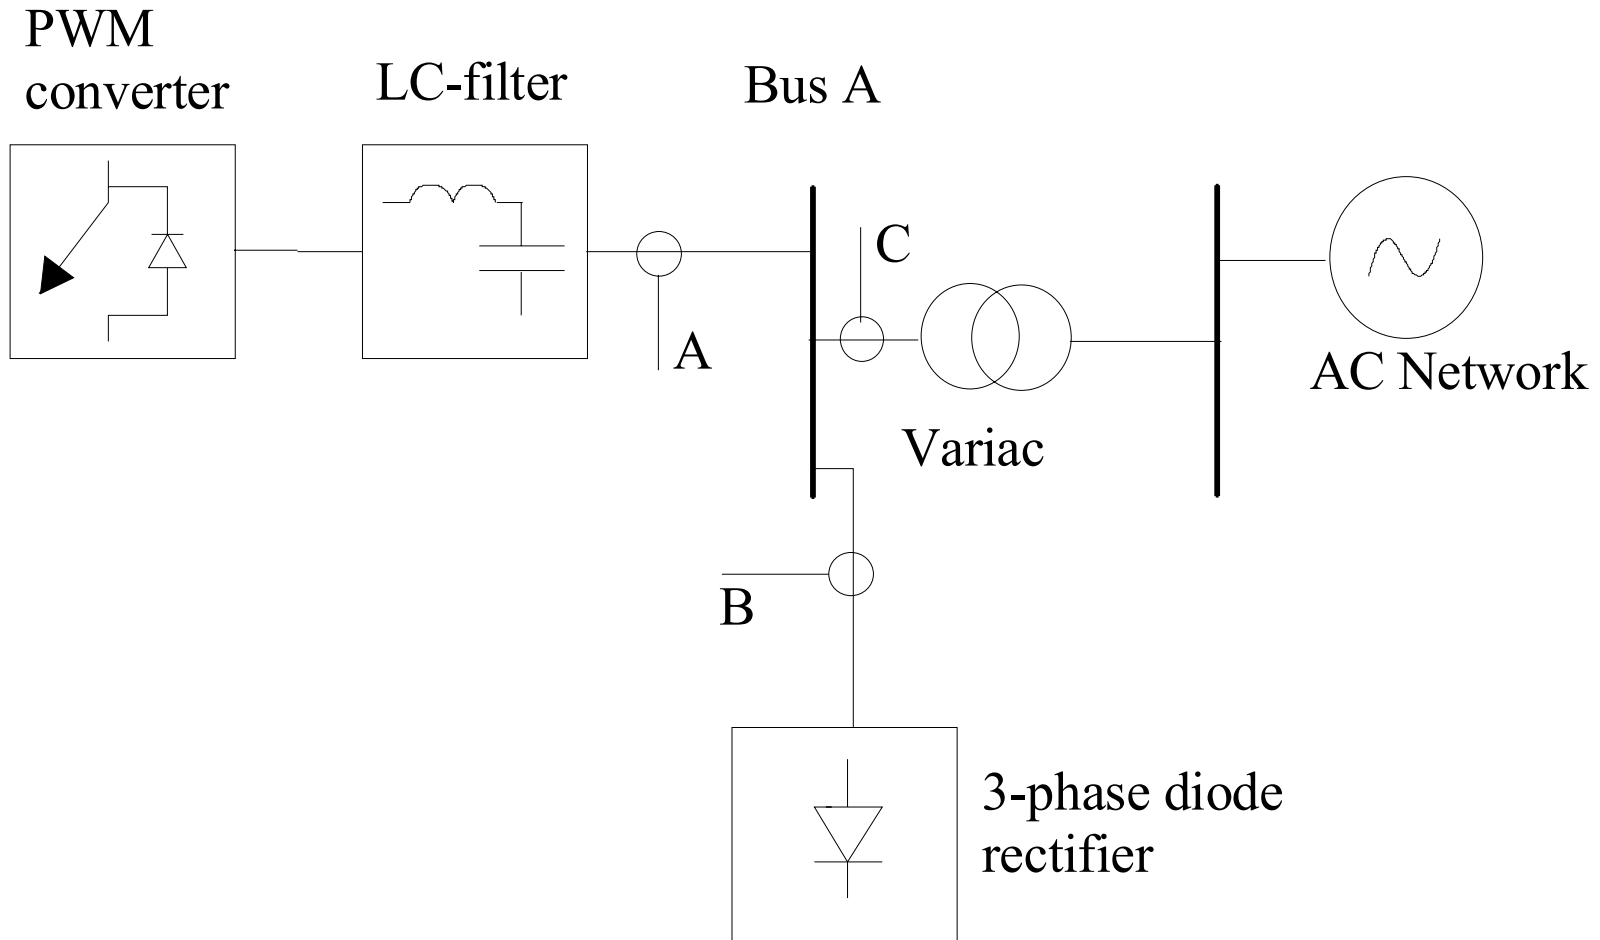 PWM
converter
LC-filter
Bus A
C
A
AC Network
Variac
B
3-phase diode
rectifier